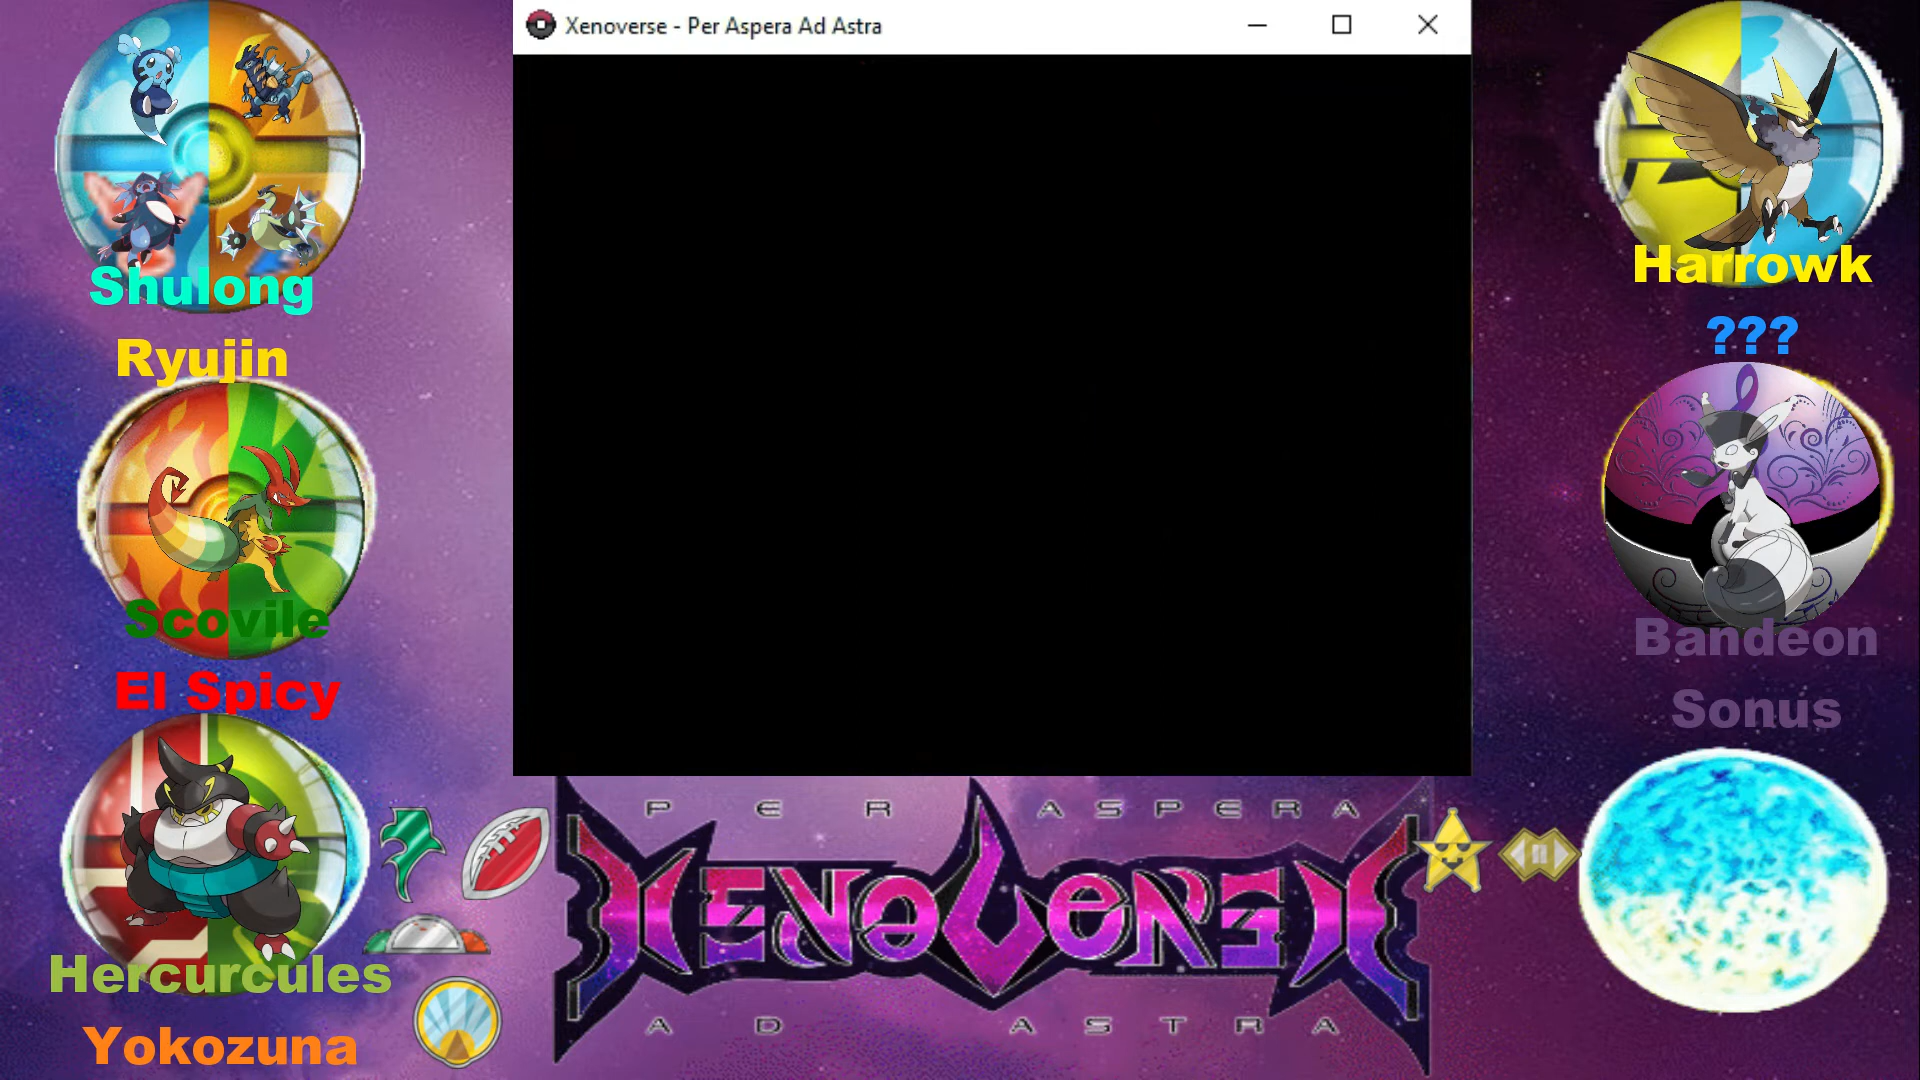 Xenoverse - Per Aspera Ad Astra
Shulong
Ryujin
Scovile
El Spicy
Hercurcules
Yokozuna
Harrowk
???
Bandeon
Sonus
PER ASPERA
XENOVERSE
AD ASTRA